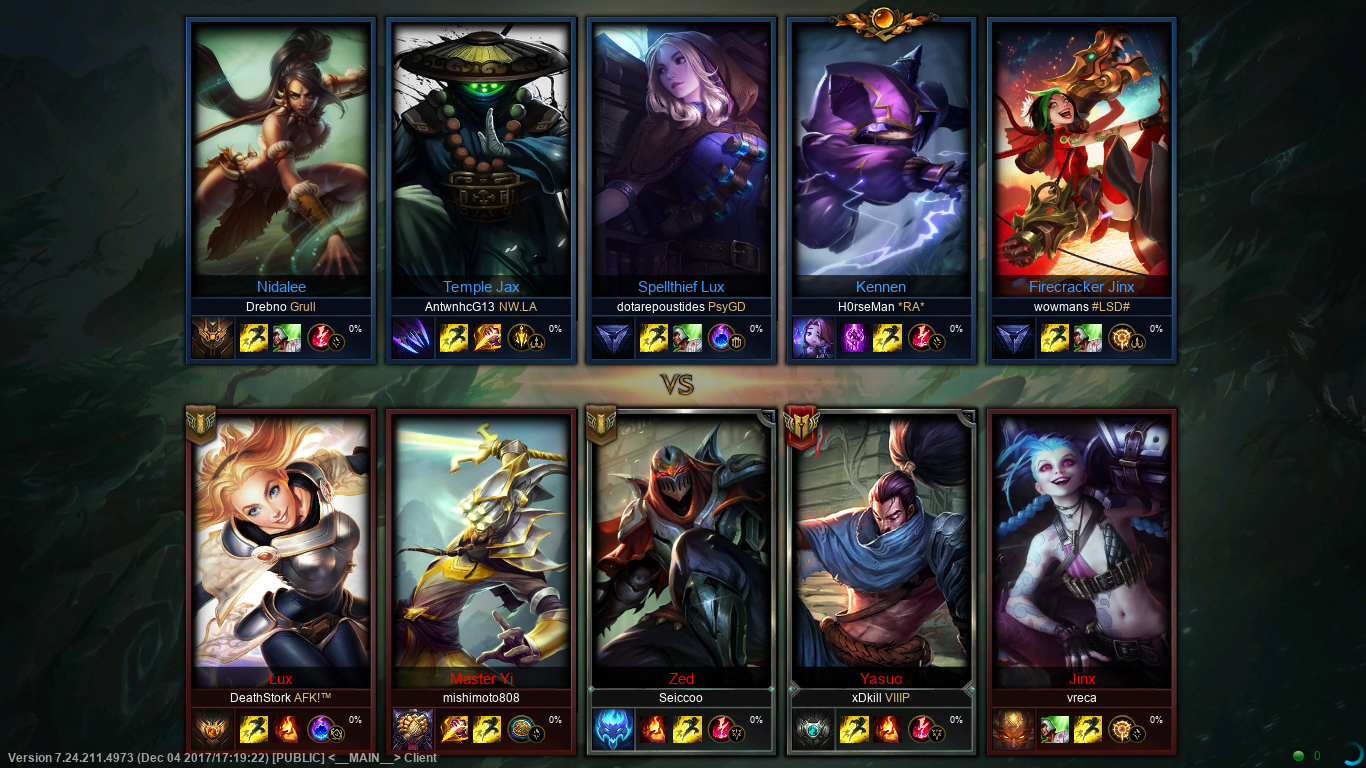 Nidalee
Drebno Grull
0%
Temple Jax
AntwnhcG13 NW.LA
0%
Spellthief Lux
dotarepoustides PsyGD
0%
Kennen
H0rseMan *RA*
0%
Firecracker Jinx
wowmans #LSD#
0%
VS
Lux
DeathStork AFK!™
0%
Master Yi
mishimoto808
0%
Zed
Seiccoo
0%
Yasuo
xDkill VIIIP
0%
Jinx
vreca
0%
Version 7.24.211.4973 (Dec 04 2017/17:19:22) [PUBLIC] <__MAIN__> Client
0